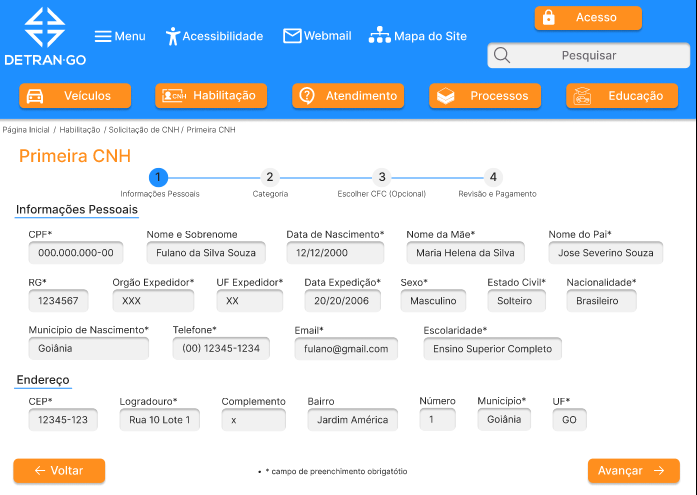 DETRAN·GO
Menu
Acessibilidade
Webmail
Mapa do Site
Acesso
Pesquisar
Veículos
CNH Habilitação
Atendimento
Processos
Educação
Página Inicial / Habilitação / Solicitação de CNH / Primeira CNH
Primeira CNH
1 2 3 4
Informações Pessoais Categoria Escolher CFC (Opcional) Revisão e Pagamento
Informações Pessoais
CPF* Nome e Sobrenome Data de Nascimento* Nome da Mãe* Nome do Pai*
000.000.000-00 Fulano da Silva Souza 12/12/2000 Maria Helena da Silva Jose Severino Souza
RG* Orgão Expedidor* UF Expedidor* Data Expedição* Sexo* Estado Civil* Nacionalidade*
1234567 XXX XX 20/20/2006 Masculino Solteiro Brasileiro
Município de Nascimento* Telefone* Email* Escolaridade*
Goiânia (00) 12345-1234 fulano@gmail.com Ensino Superior Completo
Endereço
CEP* Logradouro* Complemento Bairro Número Município* UF*
12345-123 Rua 10 Lote 1 x Jardim América 1 Goiânia GO
← Voltar
• * campo de preenchimento obrigatótio
Avançar →